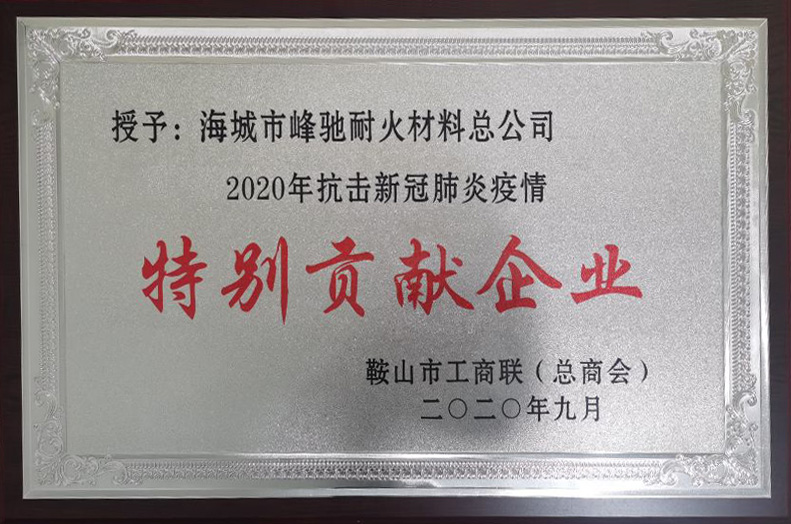 授予：海城市峰驰耐火材料总公司
2020年抗击新冠肺炎疫情
特别贡献企业
鞍山市工商联（总商会）
二〇二〇年九月